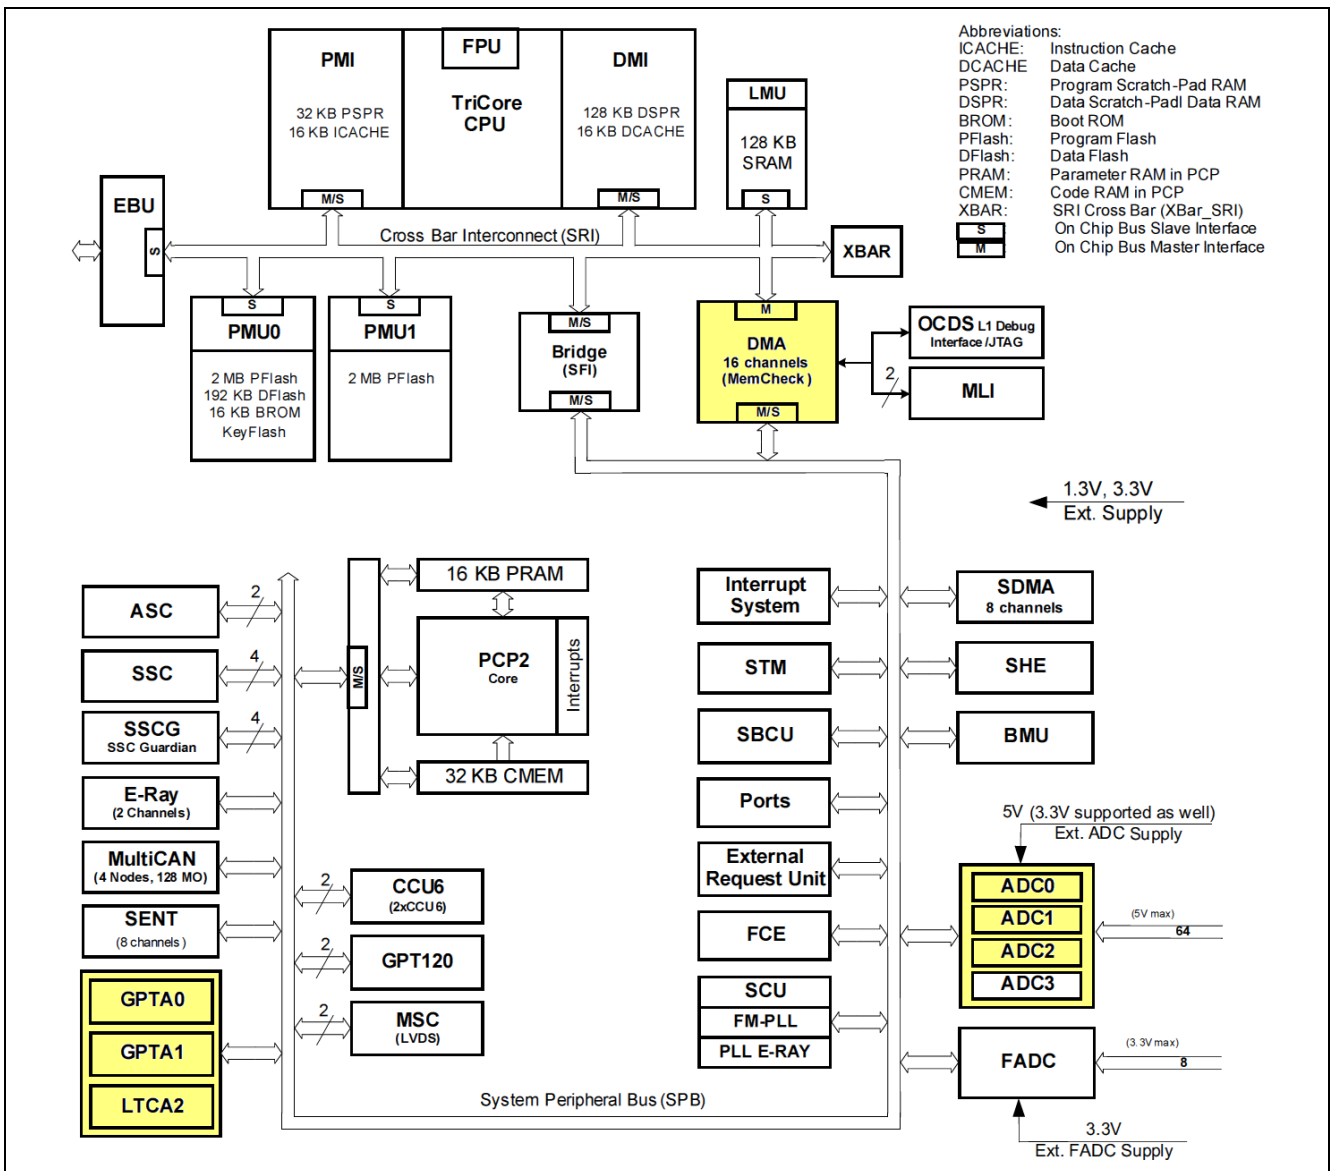 Abbreviations:
ICACHE: Instruction Cache
DCACHE Data Cache
PSPR: Program Scratch-Pad RAM
DSPR: Data Scratch-Padl Data RAM
BROM: Boot ROM
PFlash: Program Flash
DFlash: Data Flash
PRAM: Parameter RAM in PCP
CMEM: Code RAM in PCP
XBAR: SRI Cross Bar (XBar_SRI)
S On Chip Bus Slave Interface
M On Chip Bus Master Interface
PMI
32 KB PSPR
16 KB ICACHE
M/S
FPU
TriCore
CPU
DMI
128 KB DSPR
16 KB DCACHE
M/S
LMU
128 KB
SRAM
S
EBU
S
Cross Bar Interconnect (SRI)
XBAR
S
PMU0
2 MB PFlash
192 KB DFlash
16 KB BROM
KeyFlash
S
PMU1
2 MB PFlash
M/S
Bridge
(SFI)
M/S
M
DMA
16 channels
(MemCheck)
M/S
OCDS L1 Debug
Interface/JTAG
2
MLI
1.3V, 3.3V
Ext. Supply
ASC
2
SSC
4
SSCG
SSC Guardian
4
E-Ray
(2 Channels)
MultiCAN
(4 Nodes, 128 MO)
SENT
(8 channels)
GPTA0
GPTA1
LTCA2
M/S
16 KB PRAM
PCP2
Core
Interrupts
32 KB CMEM
2
CCU6
(2xCCU6)
2
GPT120
2
MSC
(LVDS)
Interrupt
System
STM
SBCU
Ports
External
Request Unit
FCE
SCU
FM-PLL
PLL E-RAY
SDMA
8 channels
SHE
BMU
5V (3.3V supported as well)
Ext. ADC Supply
ADC0
ADC1
ADC2
ADC3
(5V max)
64
FADC
(3.3V max)
8
3.3V
Ext. FADC Supply
System Peripheral Bus (SPB)